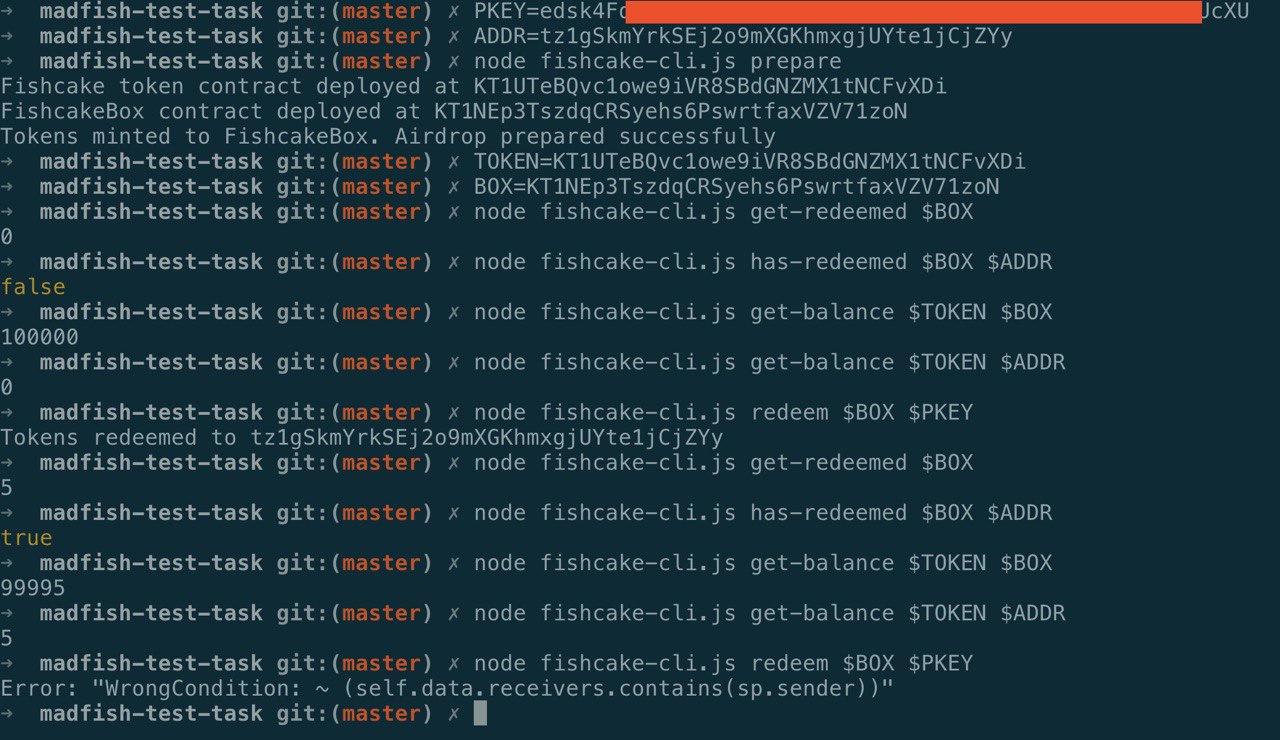 → madfish-test-task git:(master) ✗ PKEY=edsk4Fc JcXU
→ madfish-test-task git:(master) ✗ ADDR=tz1gSkmYrkSEj2o9mXGKhmxgjUYte1jCjZYy
→ madfish-test-task git:(master) ✗ node fishcake-cli.js prepare
Fishcake token contract deployed at KT1UTeBQvc1owe9iVR8SBdGNZMX1tNCFvXDi
FishcakeBox contract deployed at KT1NEp3TszdqCRSyehs6PswrtfaxVZV71zoN
Tokens minted to FishcakeBox. Airdrop prepared successfully
→ madfish-test-task git:(master) ✗ TOKEN=KT1UTeBQvc1owe9iVR8SBdGNZMX1tNCFvXDi
→ madfish-test-task git:(master) ✗ BOX=KT1NEp3TszdqCRSyehs6PswrtfaxVZV71zoN
→ madfish-test-task git:(master) ✗ node fishcake-cli.js get-redeemed $BOX
0
→ madfish-test-task git:(master) ✗ node fishcake-cli.js has-redeemed $BOX $ADDR
false
→ madfish-test-task git:(master) ✗ node fishcake-cli.js get-balance $TOKEN $BOX
100000
→ madfish-test-task git:(master) ✗ node fishcake-cli.js get-balance $TOKEN $ADDR
0
→ madfish-test-task git:(master) ✗ node fishcake-cli.js redeem $BOX $PKEY
Tokens redeemed to tz1gSkmYrkSEj2o9mXGKhmxgjUYte1jCjZYy
→ madfish-test-task git:(master) ✗ node fishcake-cli.js get-redeemed $BOX
5
→ madfish-test-task git:(master) ✗ node fishcake-cli.js has-redeemed $BOX $ADDR
true
→ madfish-test-task git:(master) ✗ node fishcake-cli.js get-balance $TOKEN $BOX
99995
→ madfish-test-task git:(master) ✗ node fishcake-cli.js get-balance $TOKEN $ADDR
5
→ madfish-test-task git:(master) ✗ node fishcake-cli.js redeem $BOX $PKEY
Error: "WrongCondition: ~ (self.data.receivers.contains(sp.sender))"
→ madfish-test-task git:(master) ✗